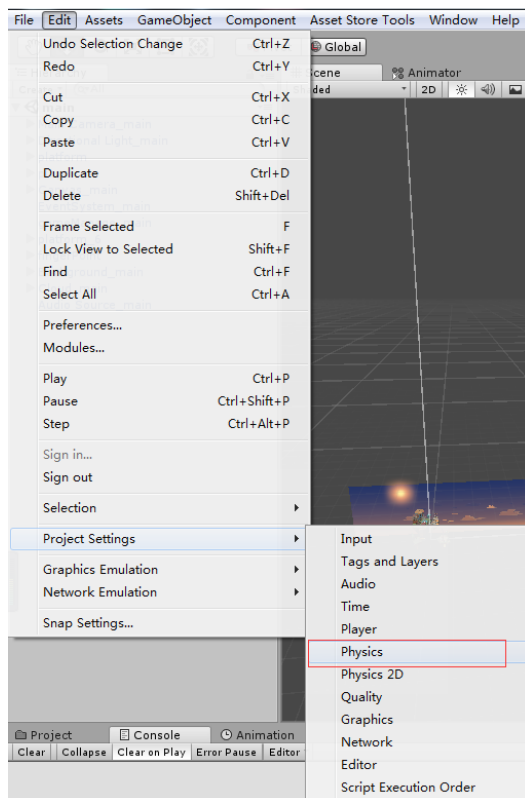 File Edit Assets GameObject Component Asset Store Tools Window Help
Undo Selection Change Ctrl+Z
Global
Redo Ctrl+Y
Scene Animator
2D
Cut Ctrl+X
Copy Ctrl+C
Paste Ctrl+V
Duplicate Ctrl+D
Delete Shift+Del
Frame Selected F
Lock View to Selected Shift+F
Find Ctrl+F
Select All Ctrl+A
Preferences...
Modules...
Play Ctrl+P
Pause Ctrl+Shift+P
Step Ctrl+Alt+P
Sign in...
Sign out
Selection
Project Settings
Graphics Emulation
Network Emulation
Snap Settings...
Input
Tags and Layers
Audio
Time
Player
Physics
Physics 2D
Quality
Graphics
Network
Editor
Script Execution Order
Project Console Animation
Clear Collapse Clear on Play Error Pause Editor